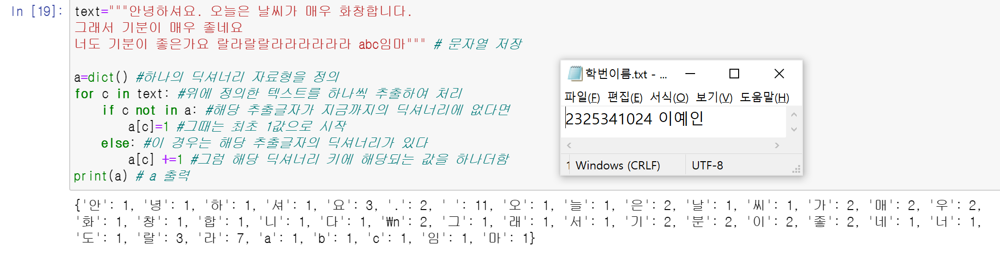 In [19]:
text="""안녕하셔요. 오늘은 날씨가 매우 화창합니다.
그래서 기분이 매우 좋네요
너도 기분이 좋은가요 랄라랄랄라라라라라라 abc임마""" # 문자열 저장
a=dict() #하나의 딕셔너리 자료형을 정의
for c in text: #위에 정의한 텍스트를 하나씩 추출하여 처리
    if c not in a: #해당 추출글자가 지금까지의 딕셔너리에 없다면
        a[c]=1 #그때는 최초 1값으로 시작
    else: #이 경우는 해당 추출글자의 딕셔너리가 있다
        a[c] +=1 #그럼 해당 딕셔너리 키에 해당되는 값을 하나더함
print(a) # a 출력
학번이름.txt - ...
파일(F) 편집(E) 서식(O) 보기(V) 도움말(H)
2325341024 이예인
1 Windows (CRLF) UTF-8
{'안': 1, '녕': 1, '하': 1, '셔': 1, '요': 3, '.': 2, ' ': 11, '오': 1, '늘': 1, '은': 2, '날': 1, '씨': 1, '가': 2, '매': 2, '우': 2,
'화': 1, '창': 1, '합': 1, '니': 1, '다': 1, '₩n': 2, '그': 1, '래': 1, '서': 1, '기': 2, '분': 2, '이': 2, '좋': 2, '네': 1, '너': 1,
'도': 1, '랄': 3, '라': 7, 'a': 1, 'b': 1, 'c': 1, '임': 1, '마': 1}